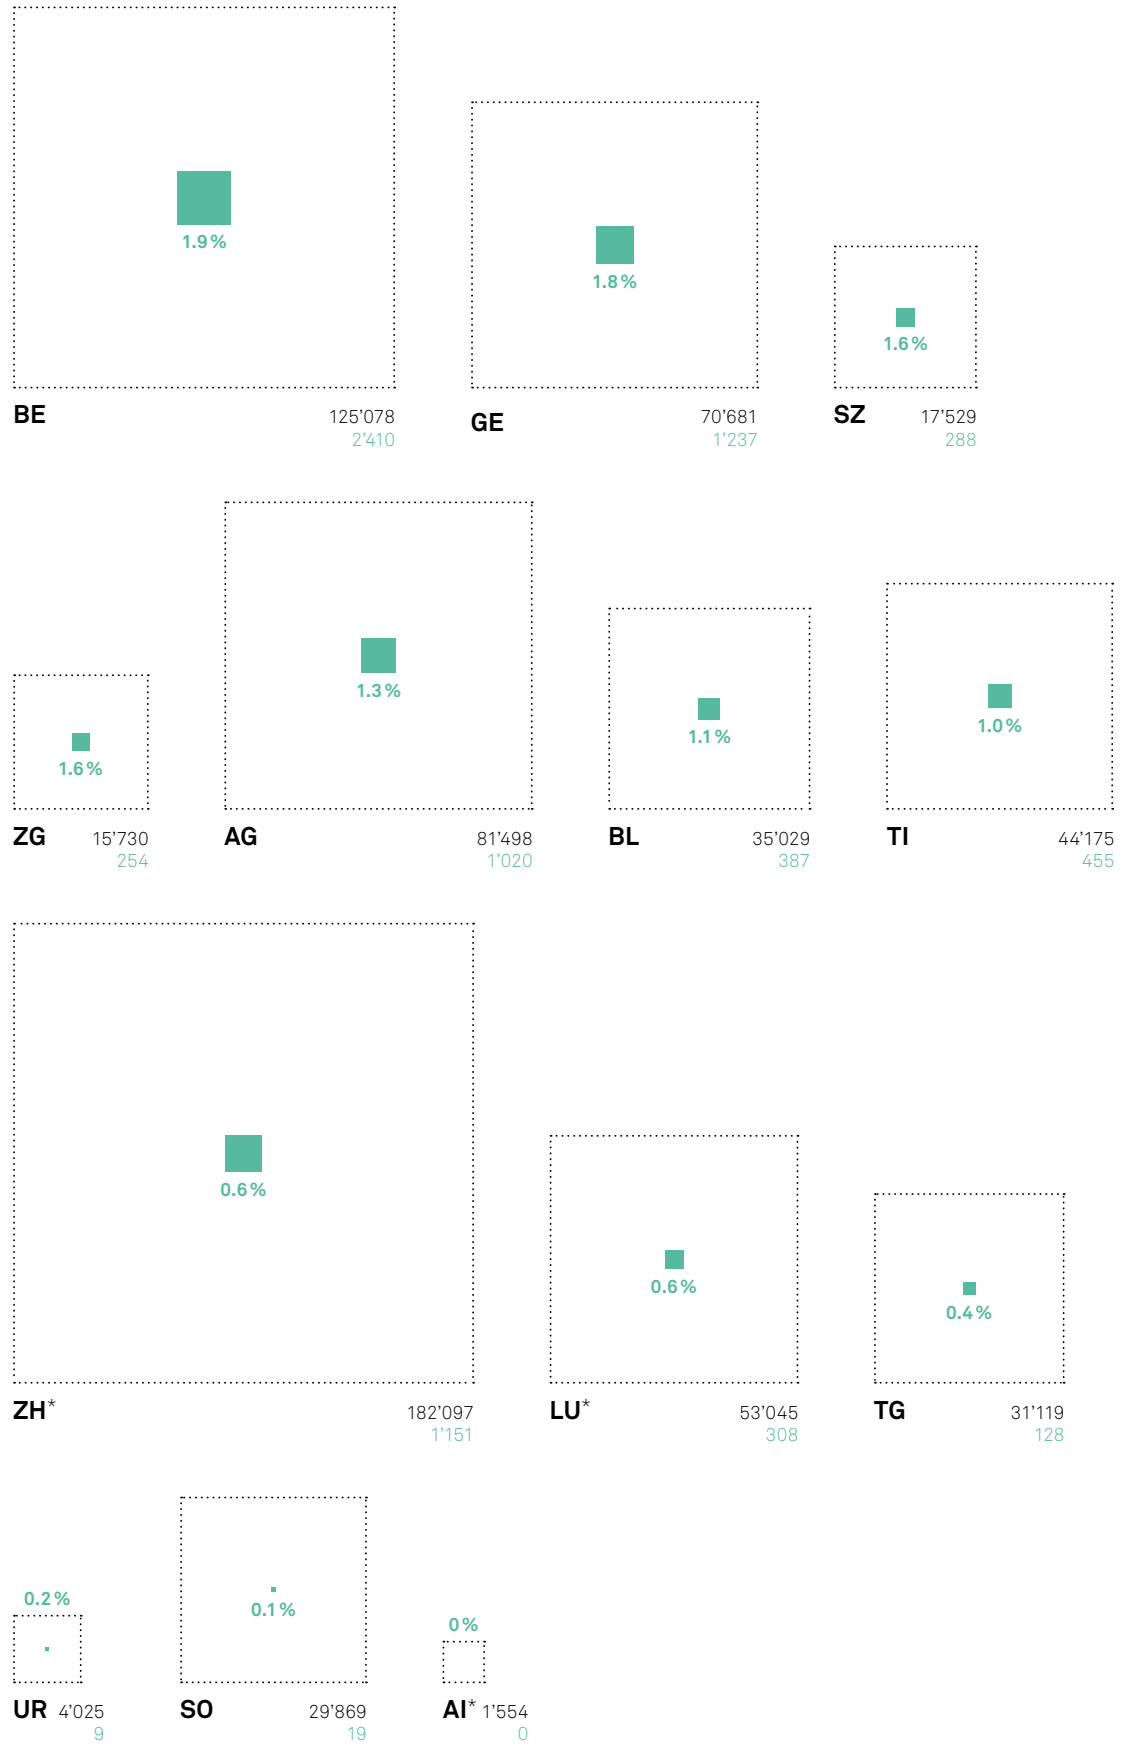 1.9 %
1.8 %
1.6 %
BE 125’078
2’410
GE 70’681
1’237
SZ 17’529
288
1.6 %
1.3 %
1.1 %
1.0 %
ZG 15’730
254
AG 81’498
1’020
BL 35’029
387
TI 44’175
455
0.6 %
0.6 %
0.4 %
ZH* 182’097
1’151
LU* 53’045
308
TG 31’119
128
0.2 %
0.1 %
0 %
UR 4’025
9
SO 29’869
19
AI* 1’554
0